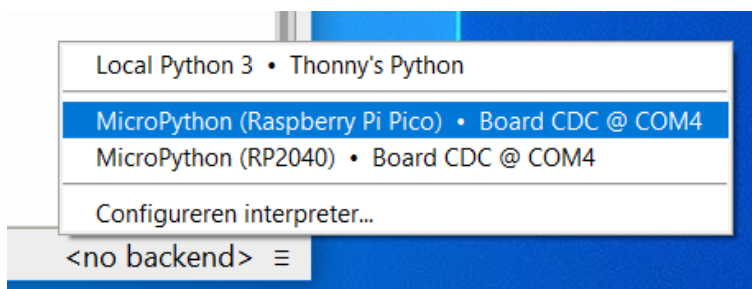 Local Python 3 • Thonny's Python
MicroPython (Raspberry Pi Pico) • Board CDC @ COM4
MicroPython (RP2040) • Board CDC @ COM4
Configureren interpreter...
<no backend> ☰